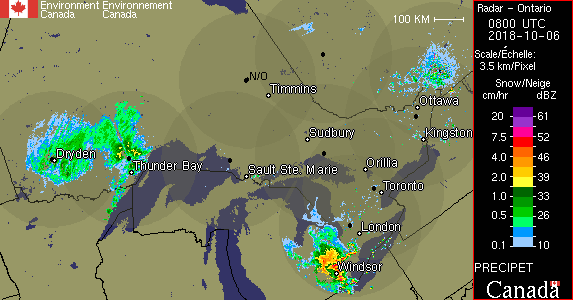 Environment Environnement
Canada Canada
100 KM
N/O
Timmins
Ottawa
Sudbury
Kingston
Dryden
Thunder Bay
Sault Ste. Marie
Orillia
Toronto
London
Windsor
Radar - Ontario
0800 UTC
2018-10-06
Scale/Échelle:
3.5 km/Pixel
Snow/Neige
cm/hr dBZ
20 61
7.5 52
4.0 46
2.0 39
1.0 33
0.5 26
0.1 10
PRECIPET
Canada